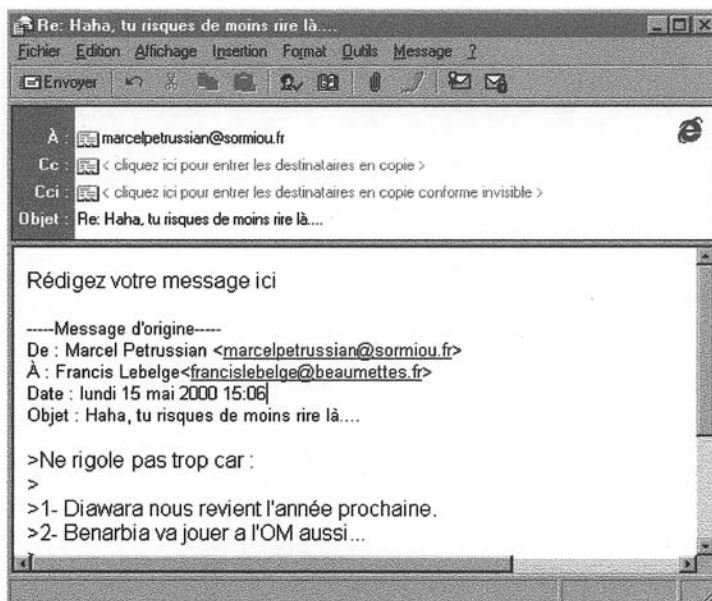 Re: Haha, tu risques de moins rire là....
Fichier Edition Affichage Insertion Format Outils Message ?
Envoyer
À : marcelpetrussian@sormiou.fr
Cc : < cliquez ici pour entrer les destinataires en copie >
Cci : < cliquez ici pour entrer les destinataires en copie conforme invisible >
Objet : Re: Haha, tu risques de moins rire là....
Rédigez votre message ici
-----Message d'origine-----
De : Marcel Petrussian <marcelpetrussian@sormiou.fr>
À : Francis Lebelge<francislebelge@beaumettes.fr>
Date : lundi 15 mai 2000 15:06
Objet : Haha, tu risques de moins rire là....
>Ne rigole pas trop car :
>
>1- Diawara nous revient l'année prochaine.
>2- Benarbia va jouer a l'OM aussi...